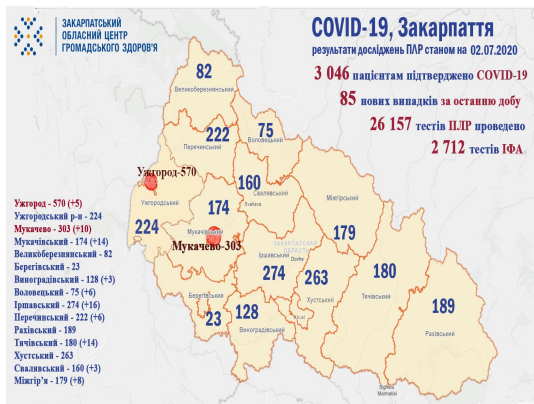 ЗАКАРПАТСЬКИЙ
ОБЛАСНИЙ ЦЕНТР
ГРОМАДСЬКОГО ЗДОРОВ'Я
COVID-19, Закарпаття
результати досліджень ПЛР станом на 02.07.2020
3 046 пацієнтам підтверджено COVID-19
85 нових випадків за останню добу
26 157 тестів ПЛР проведено
2 712 тестів ІФА
82
Великоберезнянський
222
Перечинський
75
Воловецький
Ужгород-570
160
Свалявський
Svaliava
Ужгородський
224
174
Мукачівський
Мукачево-303
Міжгірський
179
ЗАКАРПАТСКАЯ
ОБЛАСТЬ
Іршавський
274
263
Хустський
180
Тячівський
189
Рахівський
Берегівський
23
128
Виноградівський
Ужгород - 570 (+5)
Ужгородський р-н - 224
Мукачево - 303 (+10)
Мукачівський - 174 (+14)
Великоберезнянський - 82
Берегівський - 23
Виноградівський - 128 (+3)
Воловецький - 75 (+6)
Іршавський - 274 (+16)
Перечинський - 222 (+6)
Рахівський - 189
Тячівський - 180 (+14)
Хустський - 263
Свалявський - 160 (+3)
Міжгір'я - 179 (+8)
Sighetu
Marmatiei